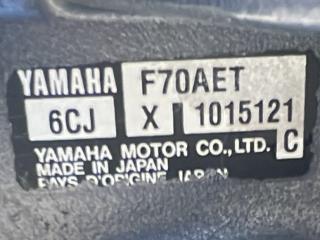 YAMAHA F70AET
6CJ X 1015121
YAMAHA MOTOR CO.,LTD. C
MADE IN JAPAN
PAYS D'ORIGINE JAPON